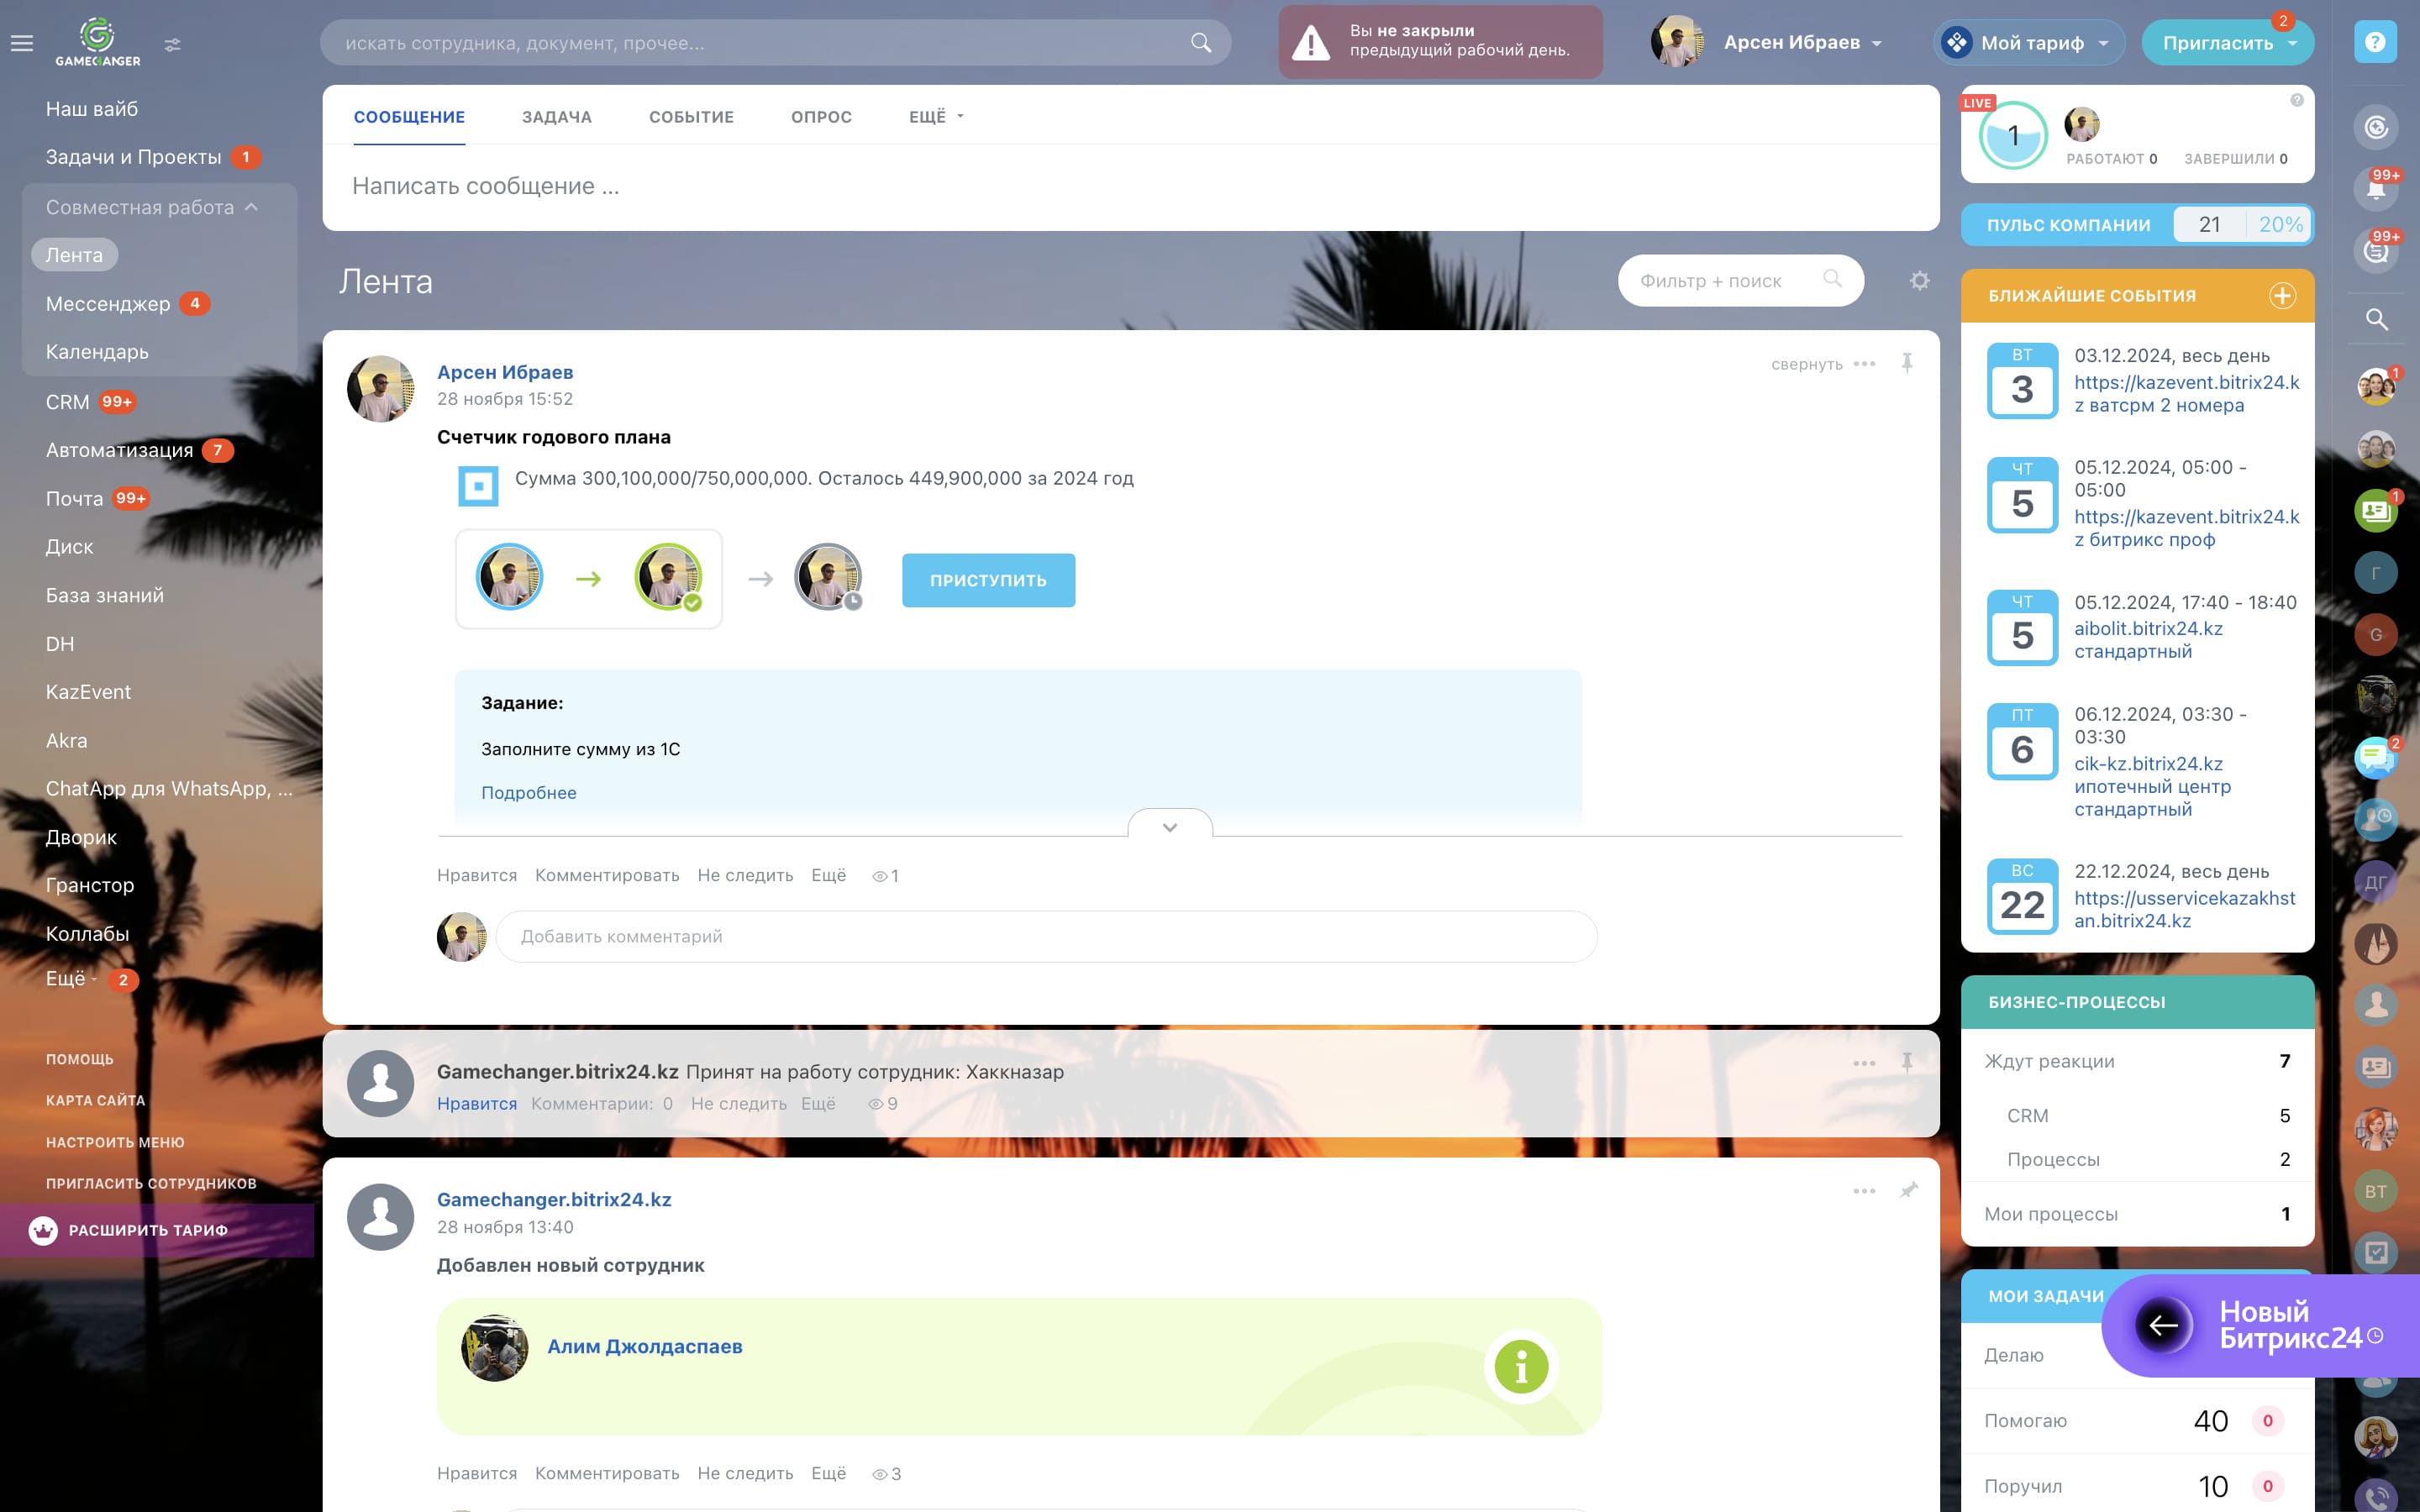 GAMECHANGER
искать сотрудника, документ, прочее...
Вы не закрыли
предыдущий рабочий день.
Арсен Ибраев
Мой тариф
Пригласить
2
?
Наш вайб
Задачи и Проекты 1
Совместная работа
Лента
Мессенджер 4
Календарь
CRM 99+
Автоматизация 7
Почта 99+
Диск
База знаний
DH
KazEvent
Akra
ChatApp для WhatsApp, ...
Дворик
Гранстор
Коллабы
Ещё 2
ПОМОЩЬ
КАРТА САЙТА
НАСТРОИТЬ МЕНЮ
ПРИГЛАСИТЬ СОТРУДНИКОВ
РАСШИРИТЬ ТАРИФ
СООБЩЕНИЕ ЗАДАЧА СОБЫТИЕ ОПРОС ЕЩЁ
Написать сообщение ...
Лента
Фильтр + поиск
Арсен Ибраев
28 ноября 15:52
свернуть
Счетчик годового плана
Сумма 300,100,000/750,000,000. Осталось 449,900,000 за 2024 год
ПРИСТУПИТЬ
Задание:
Заполните сумму из 1С
Подробнее
Нравится Комментировать Не следить Ещё 1
Добавить комментарий
Gamechanger.bitrix24.kz Принят на работу сотрудник: Хаккназар
Нравится Комментарии: 0 Не следить Ещё 9
Gamechanger.bitrix24.kz
28 ноября 13:40
Добавлен новый сотрудник
Алим Джолдаспаев
i
Нравится Комментировать Не следить Ещё 3
LIVE
1
?
РАБОТАЮТ 0 ЗАВЕРШИЛИ 0
ПУЛЬС КОМПАНИИ 21 20%
БЛИЖАЙШИЕ СОБЫТИЯ
ВТ
3
03.12.2024, весь день
https://kazevent.bitrix24.k
z ватсрм 2 номера
ЧТ
5
05.12.2024, 05:00 -
05:00
https://kazevent.bitrix24.k
z битрикс проф
ЧТ
5
05.12.2024, 17:40 - 18:40
aibolit.bitrix24.kz
стандартный
ПТ
6
06.12.2024, 03:30 -
03:30
cik-kz.bitrix24.kz
ипотечный центр
стандартный
ВС
22
22.12.2024, весь день
https://usservicekazakhst
an.bitrix24.kz
БИЗНЕС-ПРОЦЕССЫ
Ждут реакции 7
CRM 5
Процессы 2
Мои процессы 1
МОИ ЗАДАЧИ
Делаю
Помогаю 40 0
Поручил 10 0
Новый
Битрикс24
99+
99+
1
1
Г
G
2
ДГ
ВТ